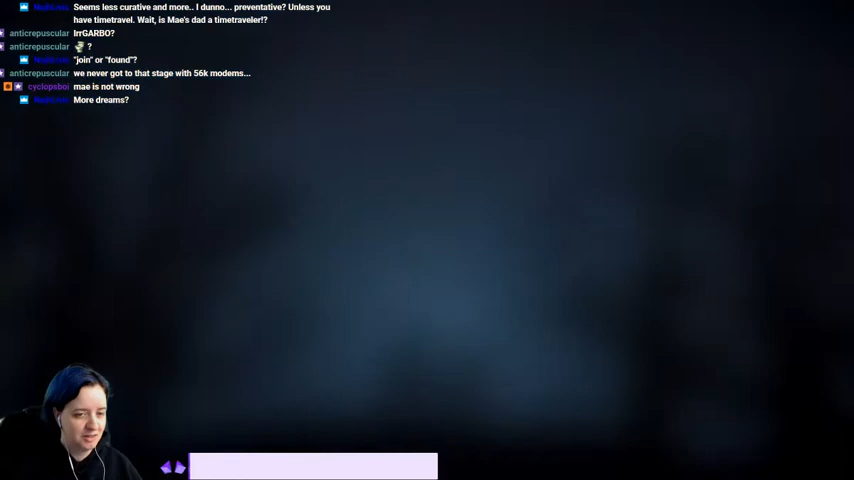 Seems less curative and more.. I dunno... preventative? Unless you
have timetravel. Wait, is Mae's dad a timetraveler!?
anticrepuscular IrrGARBO?
anticrepuscular ?
"join" or "found"?
anticrepuscular we never got to that stage with 56k modems...
cyclopsboi mae is not wrong
More dreams?